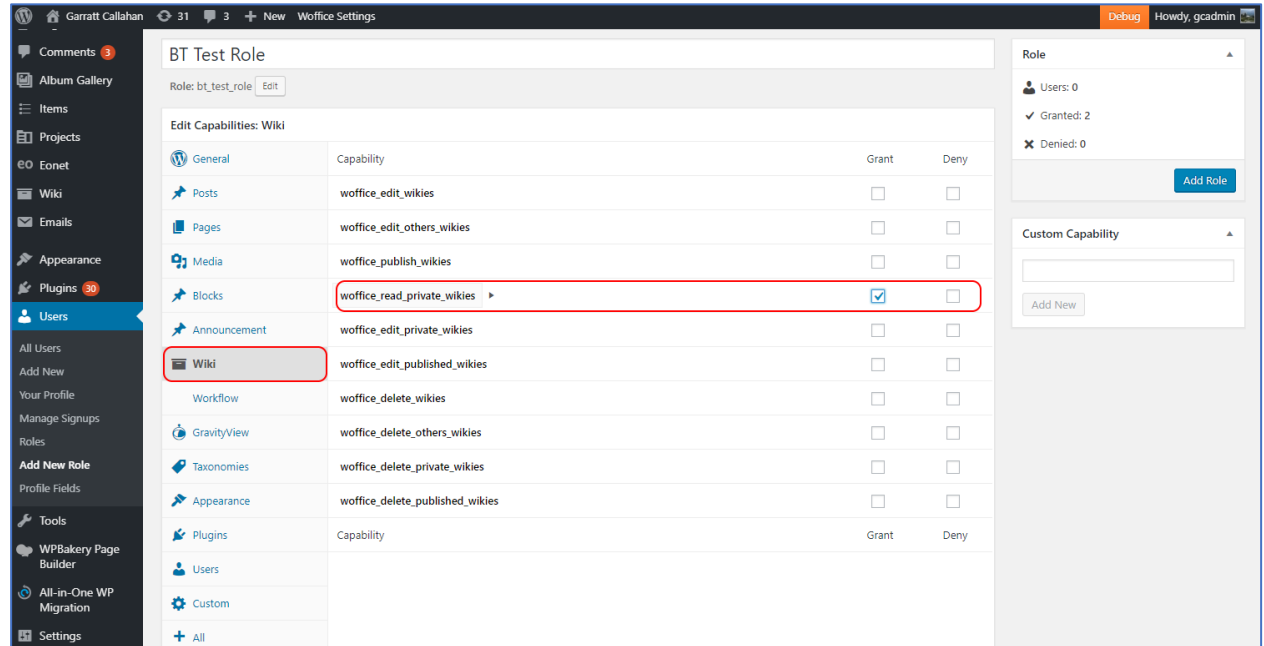 Garratt Callahan 31 3 + New Woffice Settings Debug Howdy, gcadmin
Comments 3
Album Gallery
Items
Projects
eo Eonet
Wiki
Emails
Appearance
Plugins 30
Users
All Users
Add New
Your Profile
Manage Signups
Roles
Add New Role
Profile Fields
Tools
WPBakery Page
Builder
All-in-One WP
Migration
Settings
BT Test Role
Role: bt_test_role Edit
Edit Capabilities: Wiki
General
Posts
Pages
Media
Blocks
Announcement
Wiki
Workflow
GravityView
Taxonomies
Appearance
Plugins
Users
Custom
+ All
Capability Grant Deny
woffice_edit_wikies
woffice_edit_others_wikies
woffice_publish_wikies
woffice_read_private_wikies
woffice_edit_private_wikies
woffice_edit_published_wikies
woffice_delete_wikies
woffice_delete_others_wikies
woffice_delete_private_wikies
woffice_delete_published_wikies
Capability Grant Deny
Role
Users: 0
Granted: 2
Denied: 0
Add Role
Custom Capability
Add New